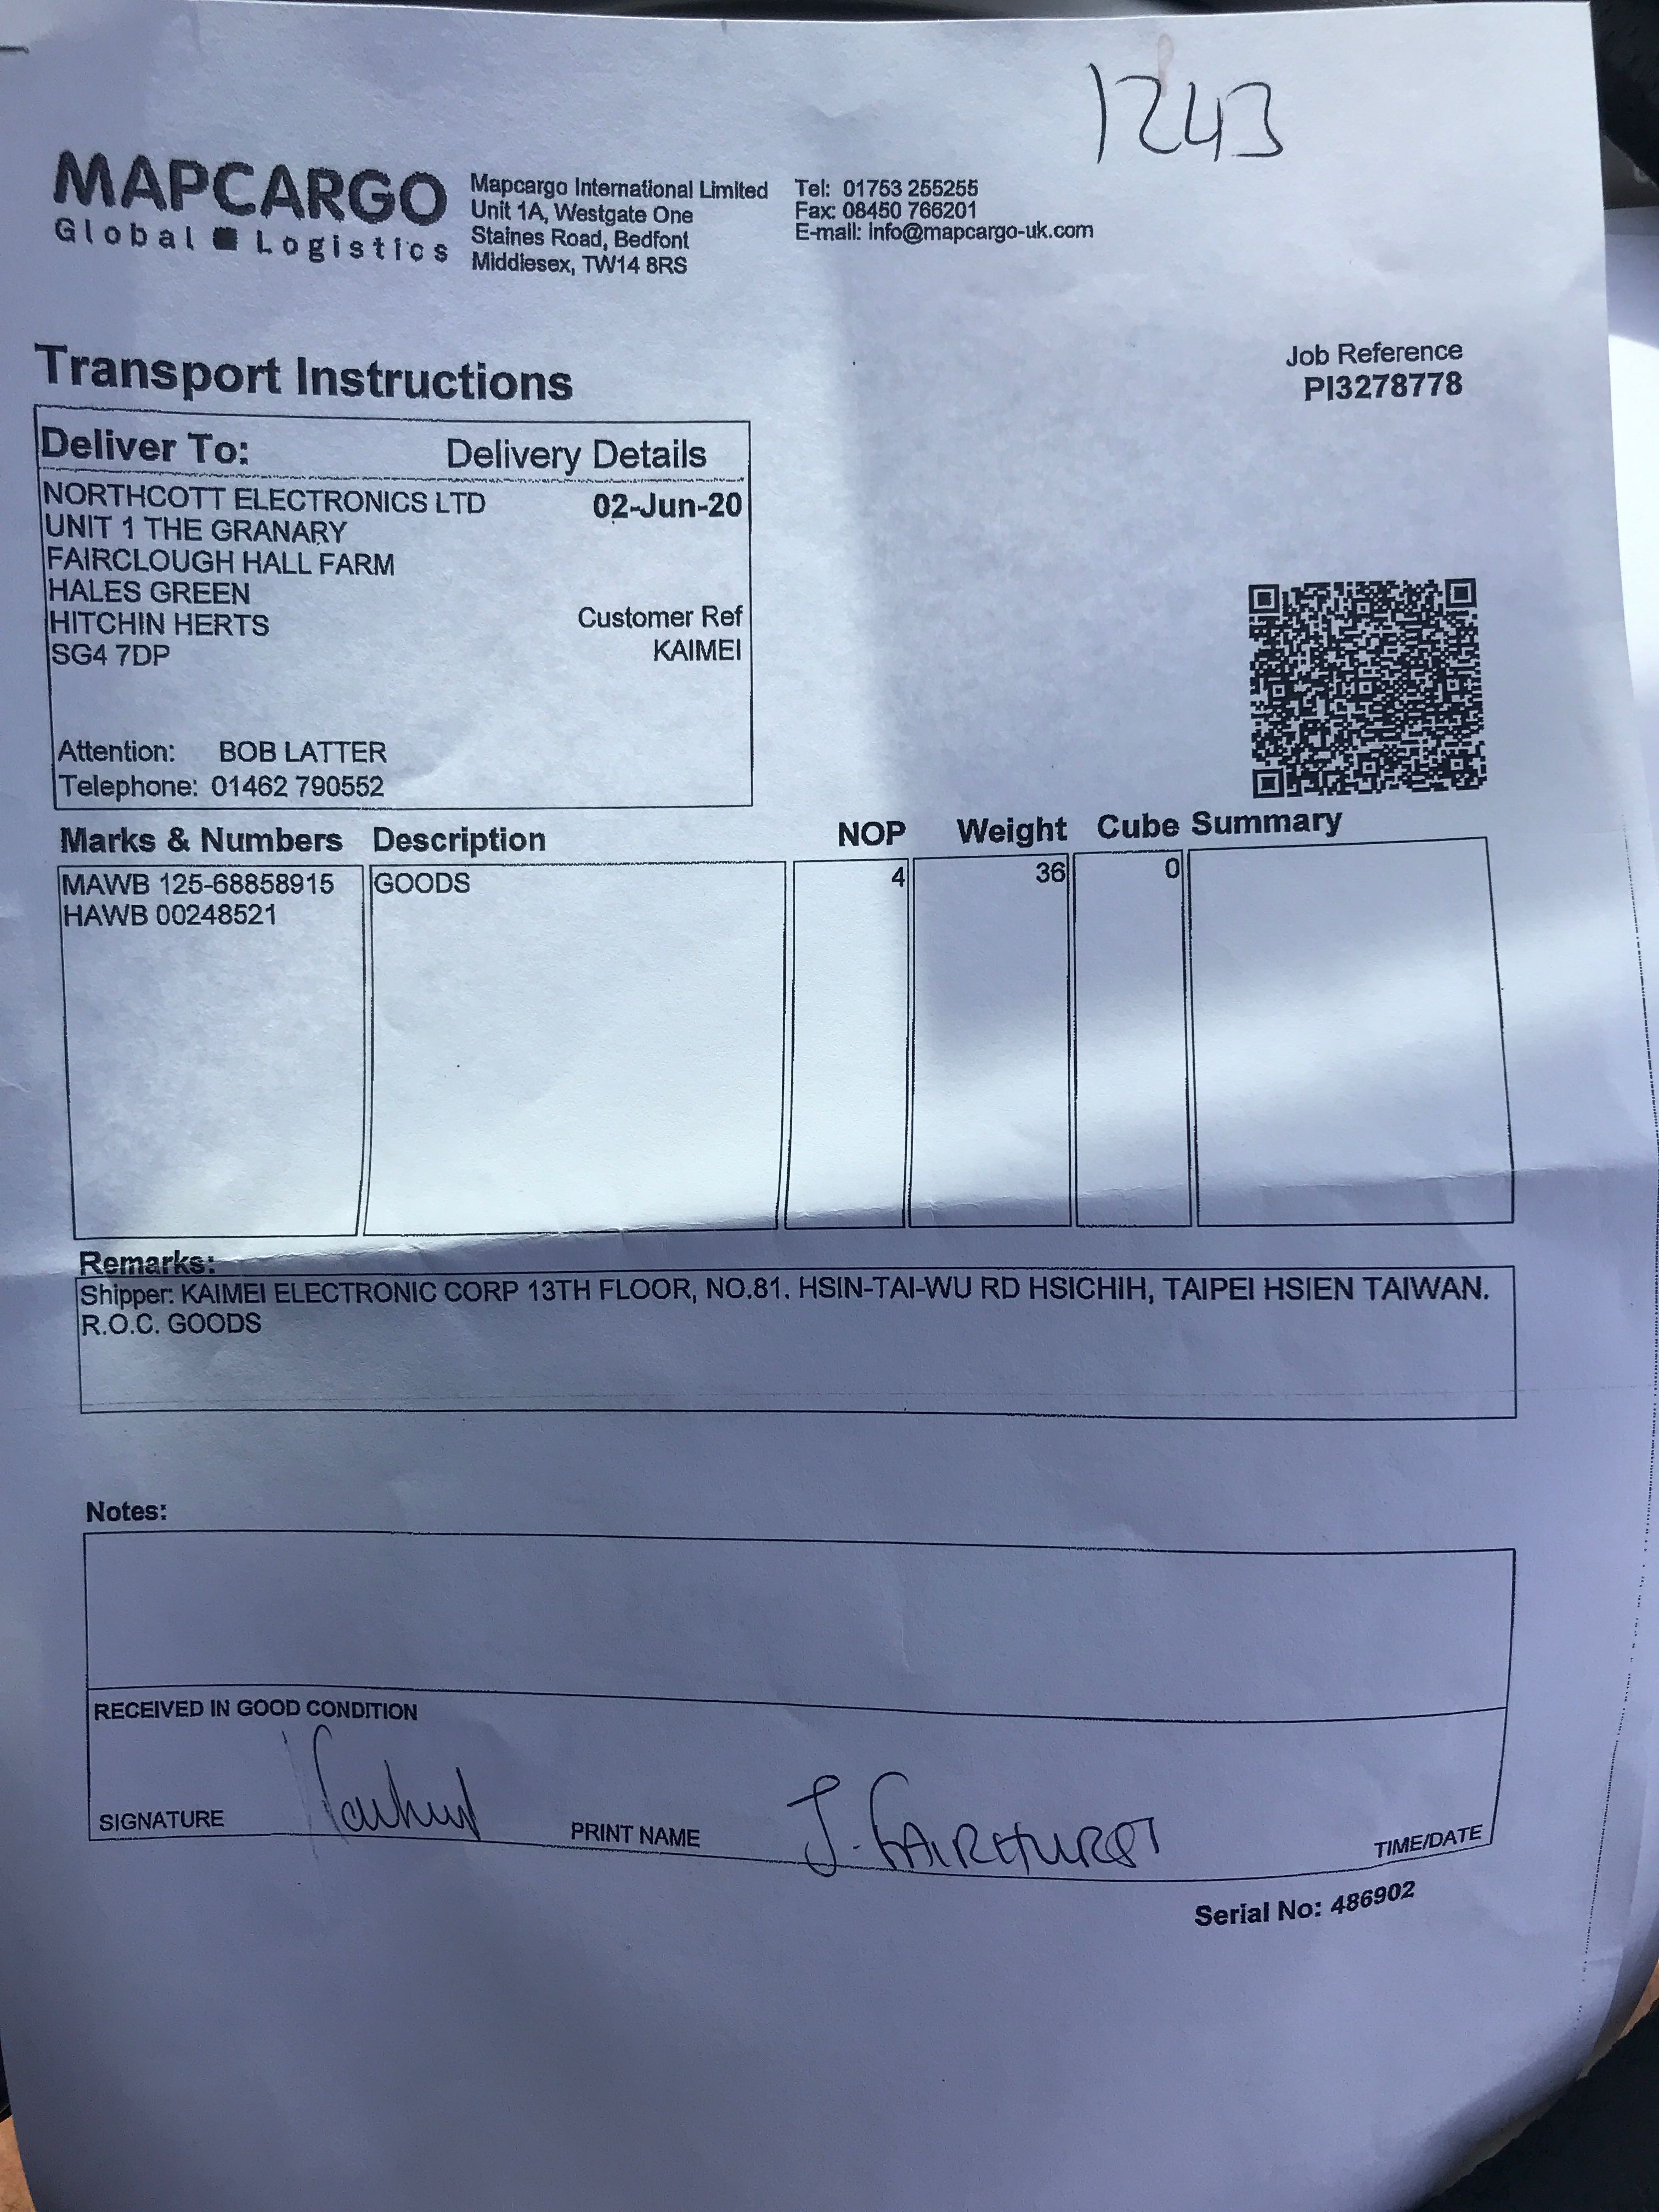 1243
MAPCARGO
Global Logistics
Mapcargo International Limited
Unit 1A, Westgate One
Staines Road, Bedfont
Middlesex, TW14 8RS
Tel: 01753 255255
Fax: 08450 766201
E-mail: info@mapcargo-uk.com
Job Reference
PI3278778
Transport Instructions
Deliver To: Delivery Details
NORTHCOTT ELECTRONICS LTD 02-Jun-20
UNIT 1 THE GRANARY
FAIRCLOUGH HALL FARM
HALES GREEN
HITCHIN HERTS Customer Ref
SG4 7DP KAIMEI
Attention: BOB LATTER
Telephone: 01462 790552
Marks & Numbers Description NOP Weight Cube Summary
MAWB 125-68858915 GOODS 4 36 0
HAWB 00248521
Remarks:
Shipper: KAIMEI ELECTRONIC CORP 13TH FLOOR, NO.81. HSIN-TAI-WU RD HSICHIH, TAIPEI HSIEN TAIWAN.
R.O.C. GOODS
Notes:
RECEIVED IN GOOD CONDITION
SIGNATURE PRINT NAME J. FAIRHURST TIME/DATE
Serial No: 486902